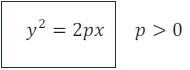 y² = 2px p > 0